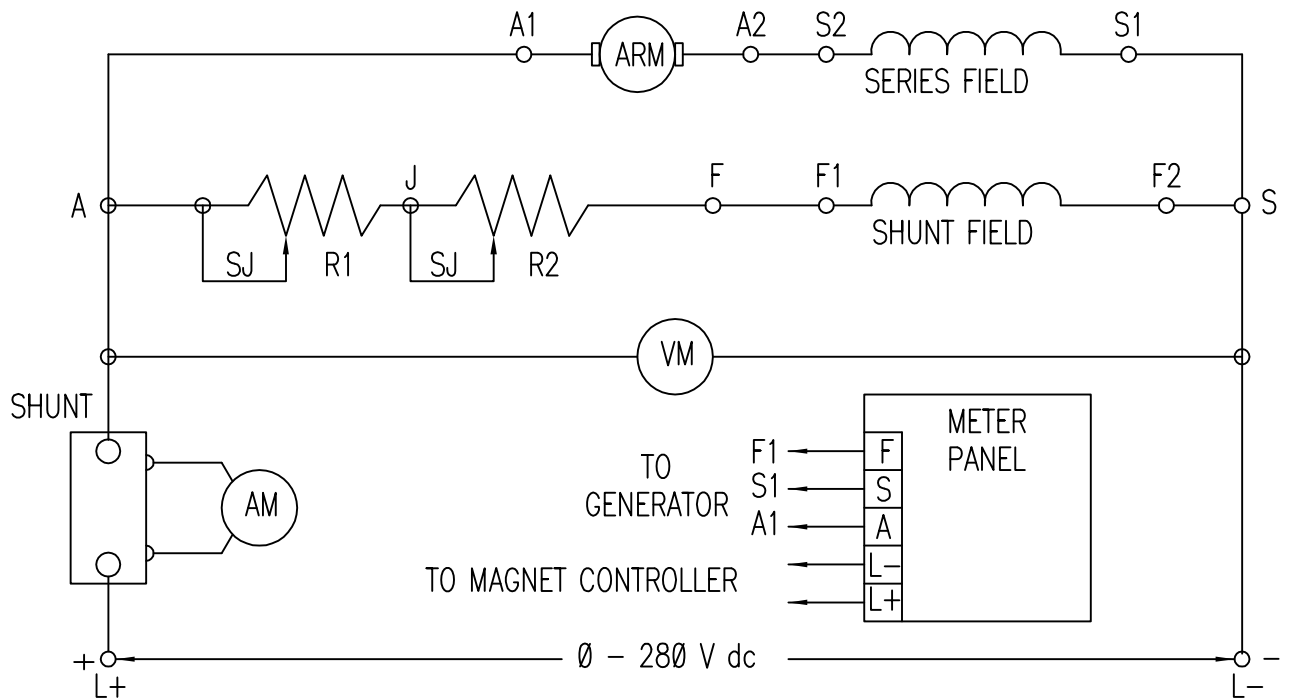 A1
ARM
A2
S2
S1
SERIES FIELD
A
J
F
F1
F2
S
SHUNT FIELD
SJ
R1
SJ
R2
VM
SHUNT
METER
PANEL
TO
GENERATOR
F1
F
S1
S
A1
A
AM
TO MAGNET CONTROLLER
L-
L+
+
L+
Ø - 28Ø V dc
-
L-